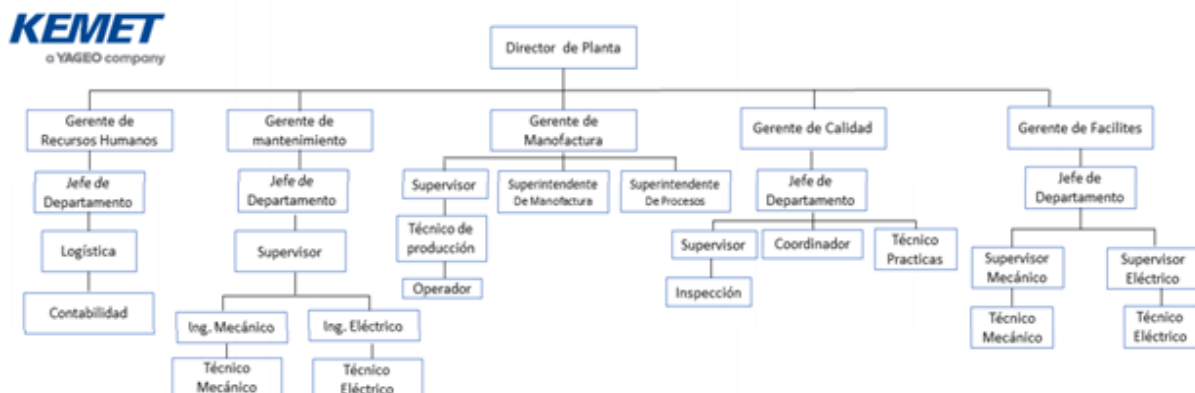 KEMET
a YAGEO company
Director de Planta
Gerente de
Recursos Humanos
Gerente de
mantenimiento
Gerente de
Manofactura
Gerente de Calidad
Gerente de Facilites
Jefe de
Departamento
Jefe de
Departamento
Supervisor
Superintendente
De Manofactura
Superintendente
De Procesos
Jefe de
Departamento
Jefe de
Departamento
Logística
Supervisor
Técnico de
producción
Supervisor
Coordinador
Técnico
Practicas
Supervisor
Mecánico
Supervisor
Eléctrico
Contabilidad
Operador
Inspección
Ing. Mecánico
Ing. Eléctrico
Técnico
Mecánico
Técnico
Eléctrico
Técnico
Mecánico
Técnico
Eléctrico